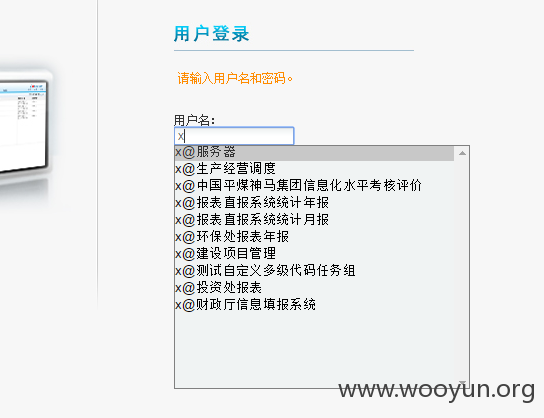 用户登录
请输入用户名和密码。
用户名:
x
x@服务器
x@生产经营调度
x@中国平煤神马集团信息化水平考核评价
x@报表直报系统统计年报
x@报表直报系统统计月报
x@环保处报表年报
x@建设项目管理
x@测试自定义多级代码任务组
x@投资处报表
x@财政厅信息填报系统
www.wooyun.org